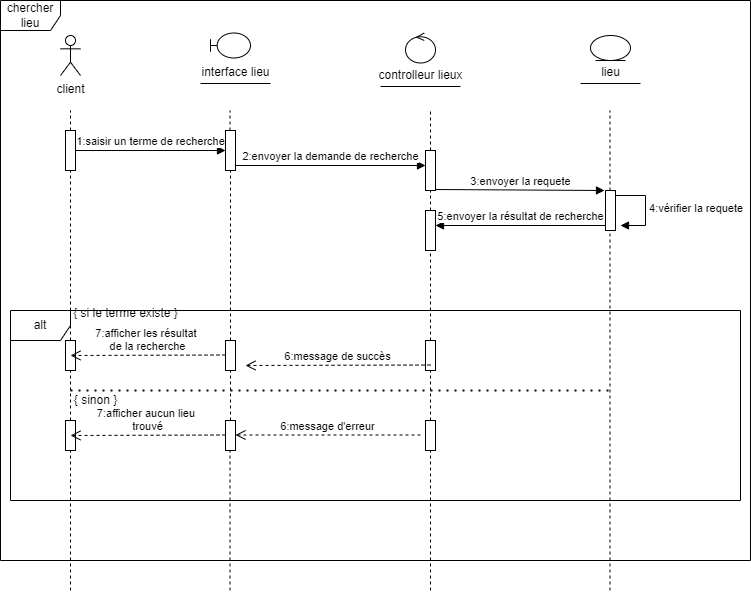 chercher
lieu
client
interface lieu
controlleur lieux
lieu
1:saisir un terme de recherche
2:envoyer la demande de recherche
3:envoyer la requete
4:vérifier la requete
5:envoyer la résultat de recherche
alt
{ si le terme existe }
7:afficher les résultat
de la recherche
6:message de succès
{ sinon }
7:afficher aucun lieu
trouvé
6:message d'erreur